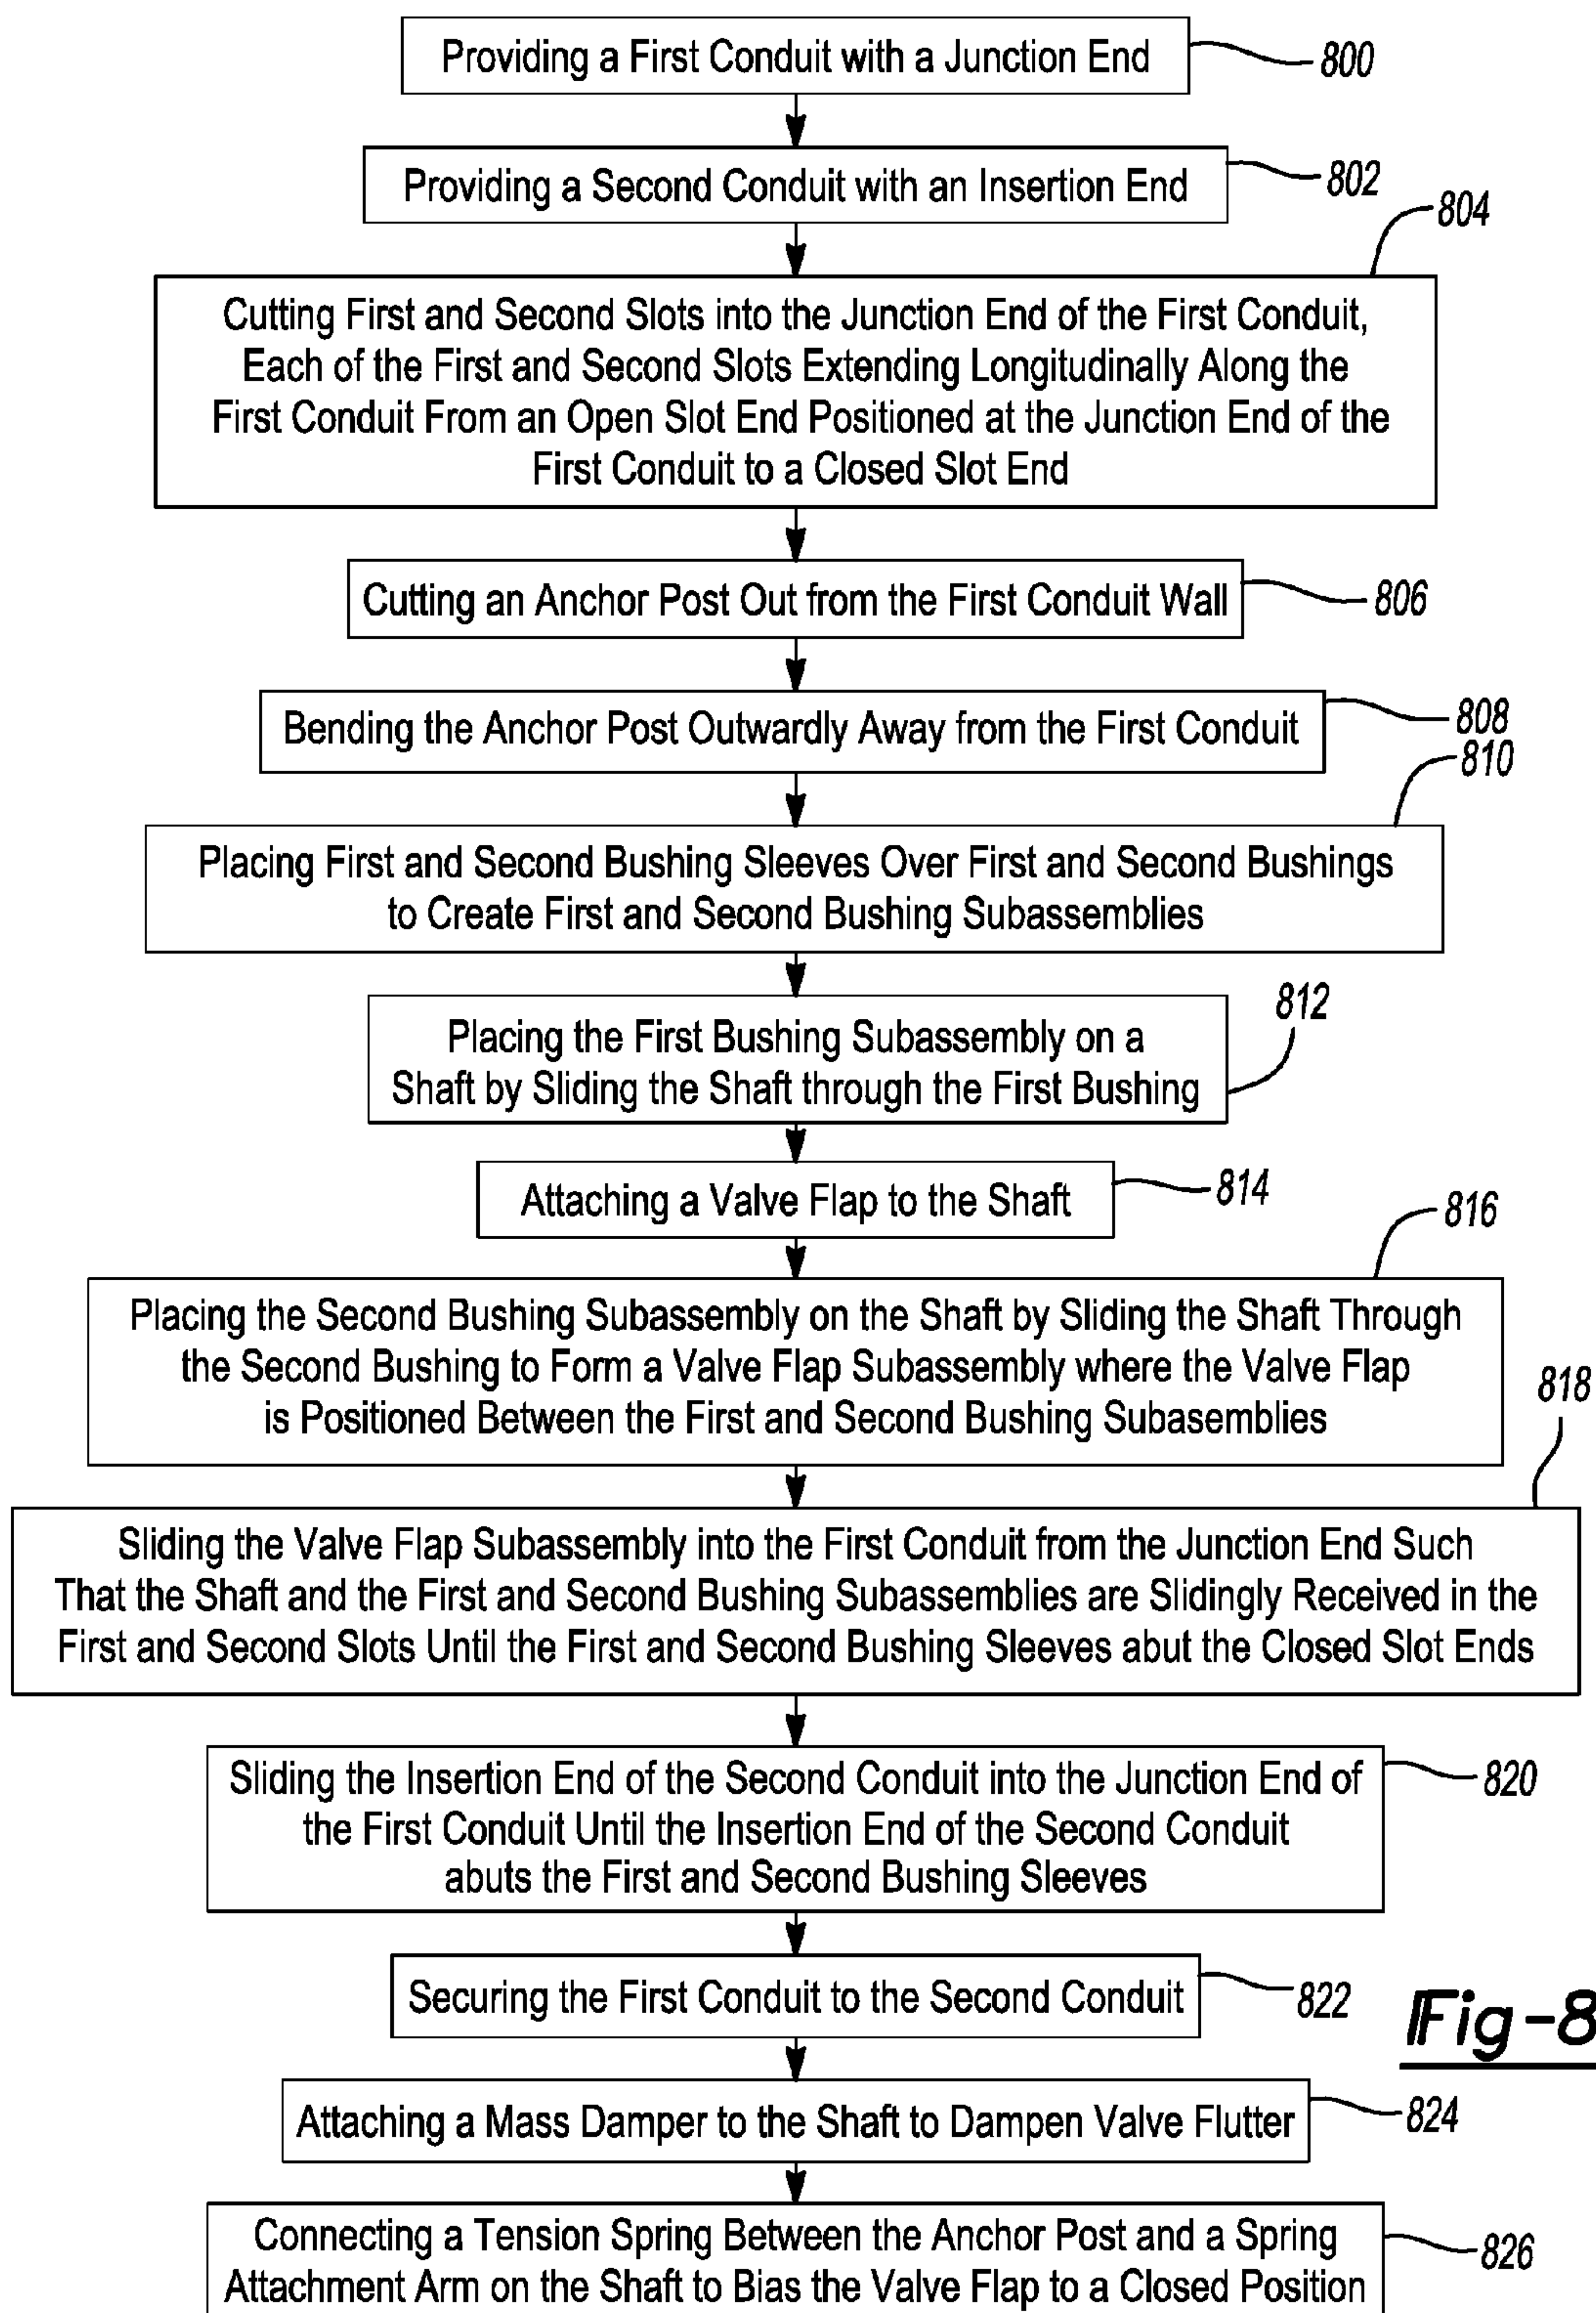 Providing a First Conduit with a Junction End
800
Providing a Second Conduit with an Insertion End
802
804
Cutting First and Second Slots into the Junction End of the First Conduit,
Each of the First and Second Slots Extending Longitudinally Along the
First Conduit From an Open Slot End Positioned at the Junction End of the
First Conduit to a Closed Slot End
Cutting an Anchor Post Out from the First Conduit Wall
806
Bending the Anchor Post Outwardly Away from the First Conduit
808
810
Placing First and Second Bushing Sleeves Over First and Second Bushings
to Create First and Second Bushing Subassemblies
812
Placing the First Bushing Subassembly on a
Shaft by Sliding the Shaft through the First Bushing
Attaching a Valve Flap to the Shaft
814
816
Placing the Second Bushing Subassembly on the Shaft by Sliding the Shaft Through
the Second Bushing to Form a Valve Flap Subassembly where the Valve Flap
is Positioned Between the First and Second Bushing Subasemblies
818
Sliding the Valve Flap Subassembly into the First Conduit from the Junction End Such
That the Shaft and the First and Second Bushing Subassemblies are Slidingly Received in the
First and Second Slots Until the First and Second Bushing Sleeves abut the Closed Slot Ends
Sliding the Insertion End of the Second Conduit into the Junction End of
the First Conduit Until the Insertion End of the Second Conduit
abuts the First and Second Bushing Sleeves
820
Securing the First Conduit to the Second Conduit
822
Fig-8
Attaching a Mass Damper to the Shaft to Dampen Valve Flutter
824
Connecting a Tension Spring Between the Anchor Post and a Spring
Attachment Arm on the Shaft to Bias the Valve Flap to a Closed Position
826